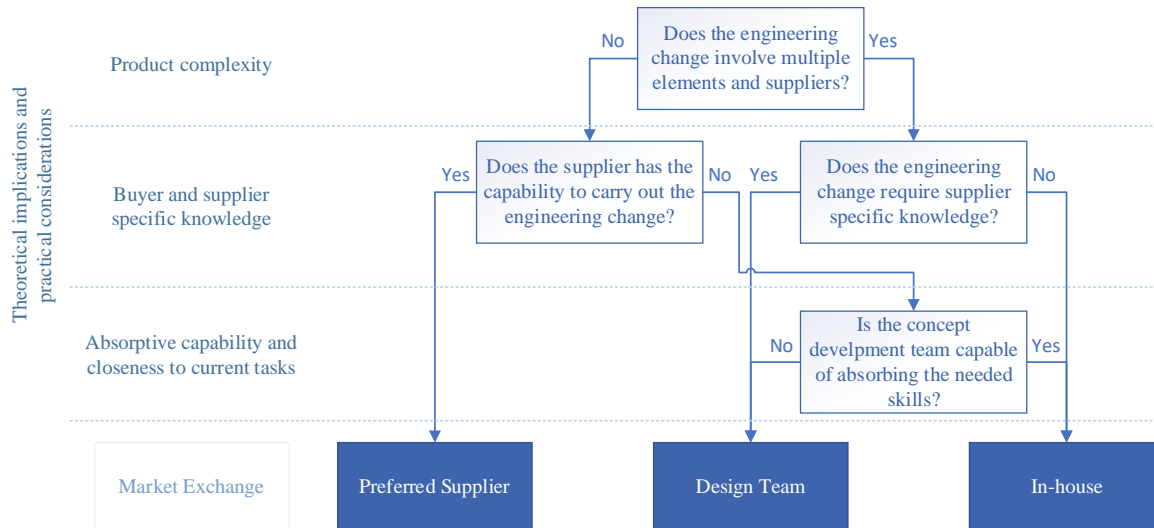 Theoretical implications and
practical considerations
Product complexity
No
Does the engineering
change involve multiple
elements and suppliers?
Yes
Buyer and supplier
specific knowledge
Yes
Does the supplier has the
capability to carry out the
engineering change?
No
Yes
Does the engineering
change require supplier
specific knowledge?
No
Absorptive capability and
closeness to current tasks
No
Is the concept
develpment team capable
of absorbing the needed
skills?
Yes
Market Exchange
Preferred Supplier
Design Team
In-house